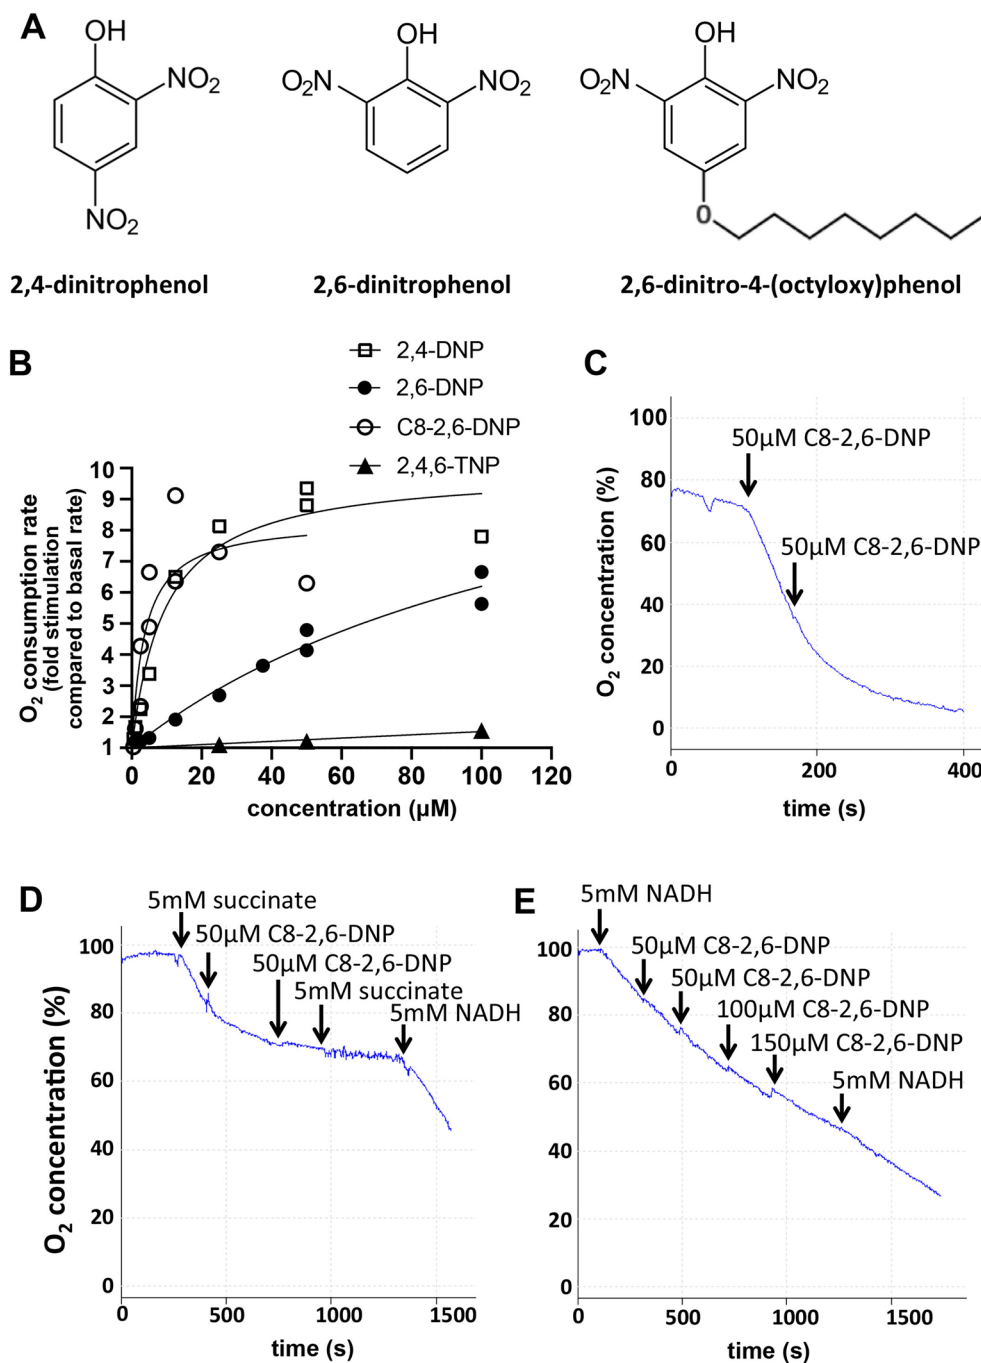 A
OH
NO2
NO2
OH
O2N
NO2
OH
O2N
NO2
O
2,4-dinitrophenol
2,6-dinitrophenol
2,6-dinitro-4-(octyloxy)phenol
B
2,4-DNP
2,6-DNP
C8-2,6-DNP
2,4,6-TNP
O2 consumption rate
(fold stimulation
compared to basal rate)
10
9
8
7
6
5
4
3
2
1
0 20 40 60 80 100 120
concentration (µM)
C
O2 concentration (%)
100
80
60
40
20
0
50µM C8-2,6-DNP
50µM C8-2,6-DNP
0 200 400
time (s)
D
O2 concentration (%)
100
80
60
40
20
0
5mM succinate
50µM C8-2,6-DNP
50µM C8-2,6-DNP
5mM succinate
5mM NADH
0 500 1000 1500
time (s)
E
100
80
60
40
20
0
5mM NADH
50µM C8-2,6-DNP
50µM C8-2,6-DNP
100µM C8-2,6-DNP
150µM C8-2,6-DNP
5mM NADH
0 500 1000 1500
time (s)